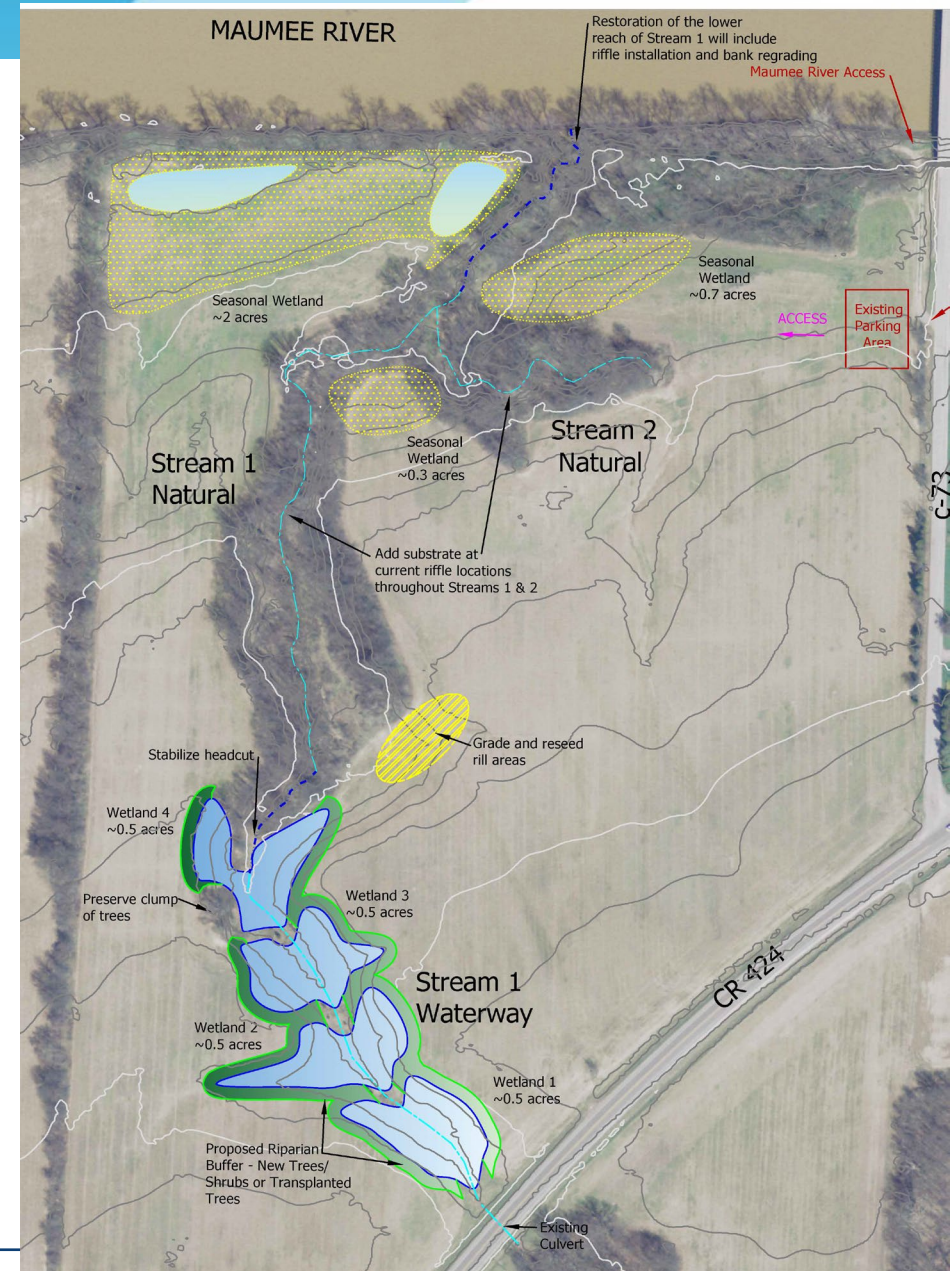 MAUMEE RIVER
Restoration of the lower
reach of Stream 1 will include
riffle installation and bank regrading
Maumee River Access
Seasonal
Wetland
~0.7 acres
Seasonal Wetland
~2 acres
ACCESS
Existing
Parking
Area
Stream 1
Natural
Seasonal
Wetland
~0.3 acres
Stream 2
Natural
C-73
Add substrate at
current riffle locations
throughout Streams 1 & 2
Grade and reseed
rill areas
Stabilize headcut
Wetland 4
~0.5 acres
Preserve clump
of trees
Wetland 3
~0.5 acres
Stream 1
Waterway
CR 424
Wetland 2
~0.5 acres
Wetland 1
~0.5 acres
Proposed Riparian
Buffer - New Trees/
Shrubs or Transplanted
Trees
Existing
Culvert